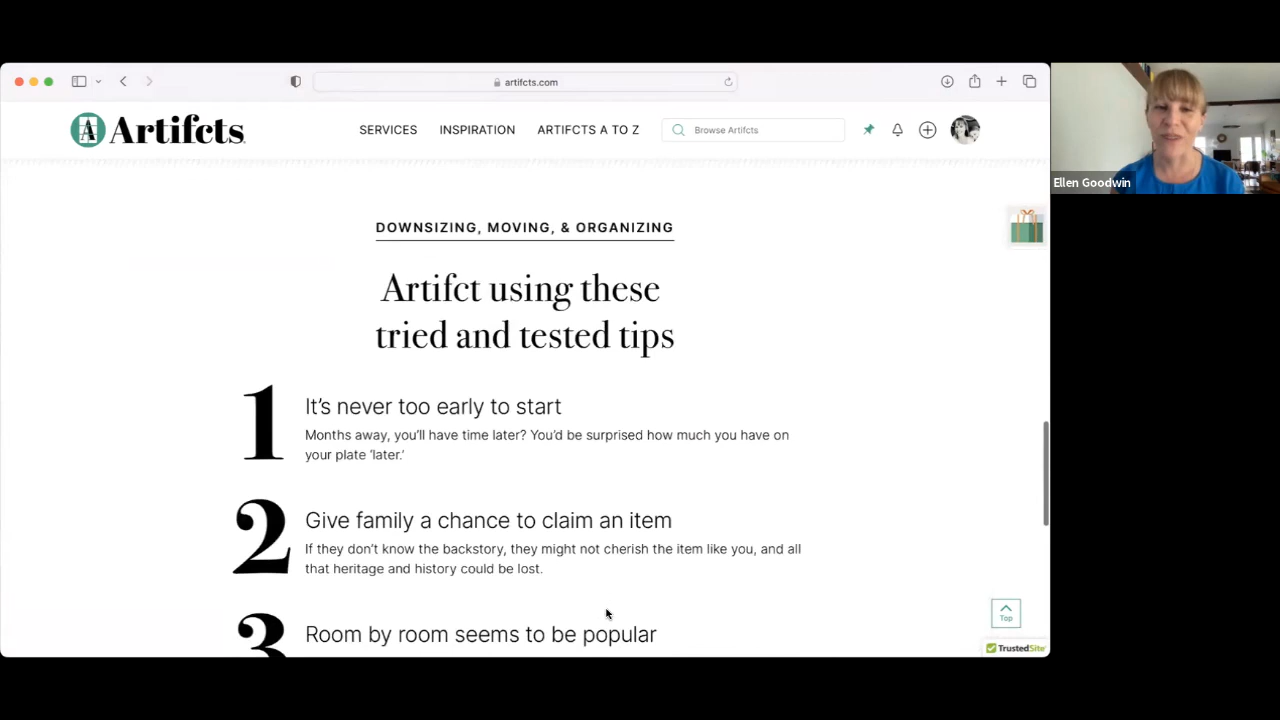 artifcts.com
Artifcts
SERVICES
INSPIRATION
ARTIFCTS A TO Z
Browse Artifcts
Ellen Goodwin
DOWNSIZING, MOVING, & ORGANIZING
Artifct using these
tried and tested tips
1
It’s never too early to start
Months away, you’ll have time later? You’d be surprised how much you have on
your plate ‘later.’
2
Give family a chance to claim an item
If they don’t know the backstory, they might not cherish the item like you, and all
that heritage and history could be lost.
3
Room by room seems to be popular
Top
TrustedSite